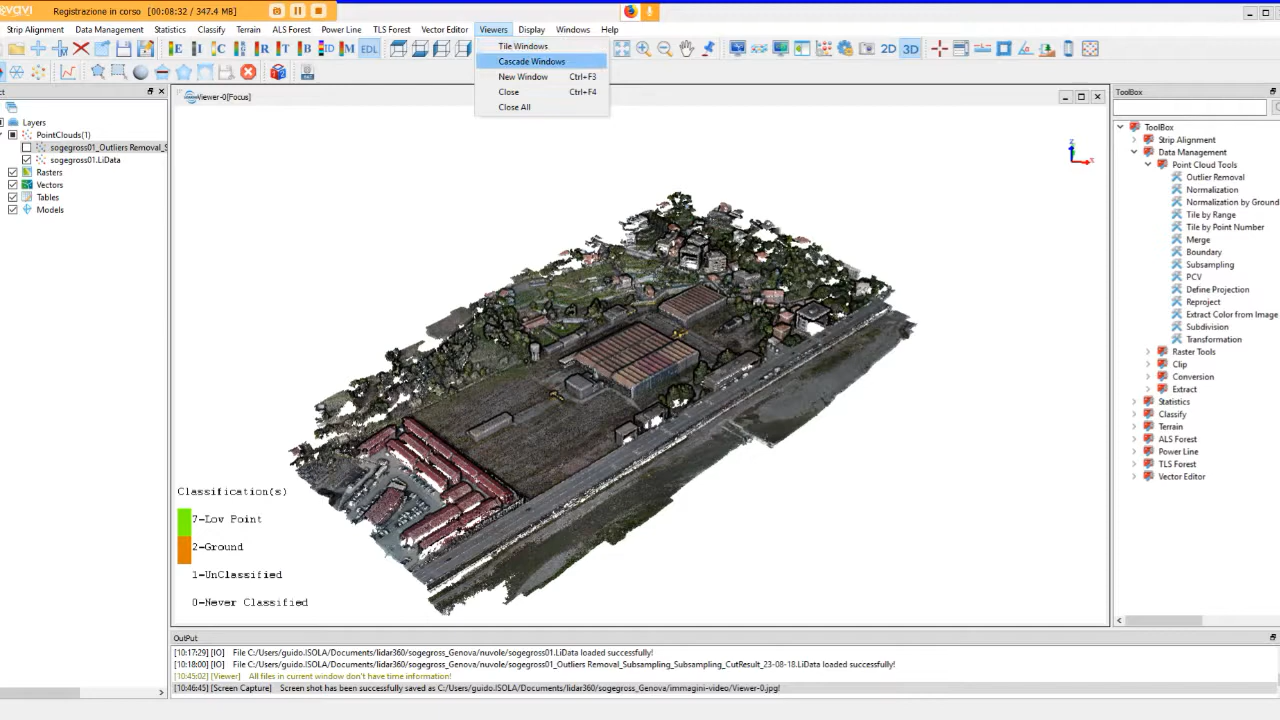 Registrazione in corso [00:08:32 / 347.4 MB]
Strip Alignment Data Management Statistics Classify Terrain ALS Forest Power Line TLS Forest Vector Editor Viewers Display Windows Help
EDL 2D 3D
Tile Windows
Cascade Windows
New Window Ctrl+F3
Close Ctrl+F4
Close All
Viewer-0[Focus]
Layers
PointClouds(1)
sogegross01_Outliers Removal_S
sogegross01.LiData
Rasters
Vectors
Tables
Models
Classification(s)
7-Low Point
2-Ground
1-UnClassified
0-Never Classified
ToolBox
ToolBox
Strip Alignment
Data Management
Point Cloud Tools
Outlier Removal
Normalization
Normalization by Ground
Tile by Range
Tile by Point Number
Merge
Boundary
Subsampling
PCV
Define Projection
Reproject
Extract Color from Image
Subdivision
Transformation
Raster Tools
Clip
Conversion
Extract
Statistics
Classify
Terrain
ALS Forest
Power Line
TLS Forest
Vector Editor
OutPut
[10:17:29] [IO] File C:/Users/guido.ISOLA/Documents/lidar360/sogegross_Genova/nuvole/sogegross01.LiData loaded successfully!
[10:18:00] [IO] File C:/Users/guido.ISOLA/Documents/lidar360/sogegross_Genova/nuvole/sogegross01_Outliers Removal_Subsampling_Subsampling_CutResult_23-08-18.LiData loaded successfully!
[10:45:02] [Viewer] All files in current window don't have time information!
[10:46:45] [Screen Capture] Screen shot has been successfully saved as C:/Users/guido.ISOLA/Documents/lidar360/sogegross_Genova/immagini-video/Viewer-0.jpg!